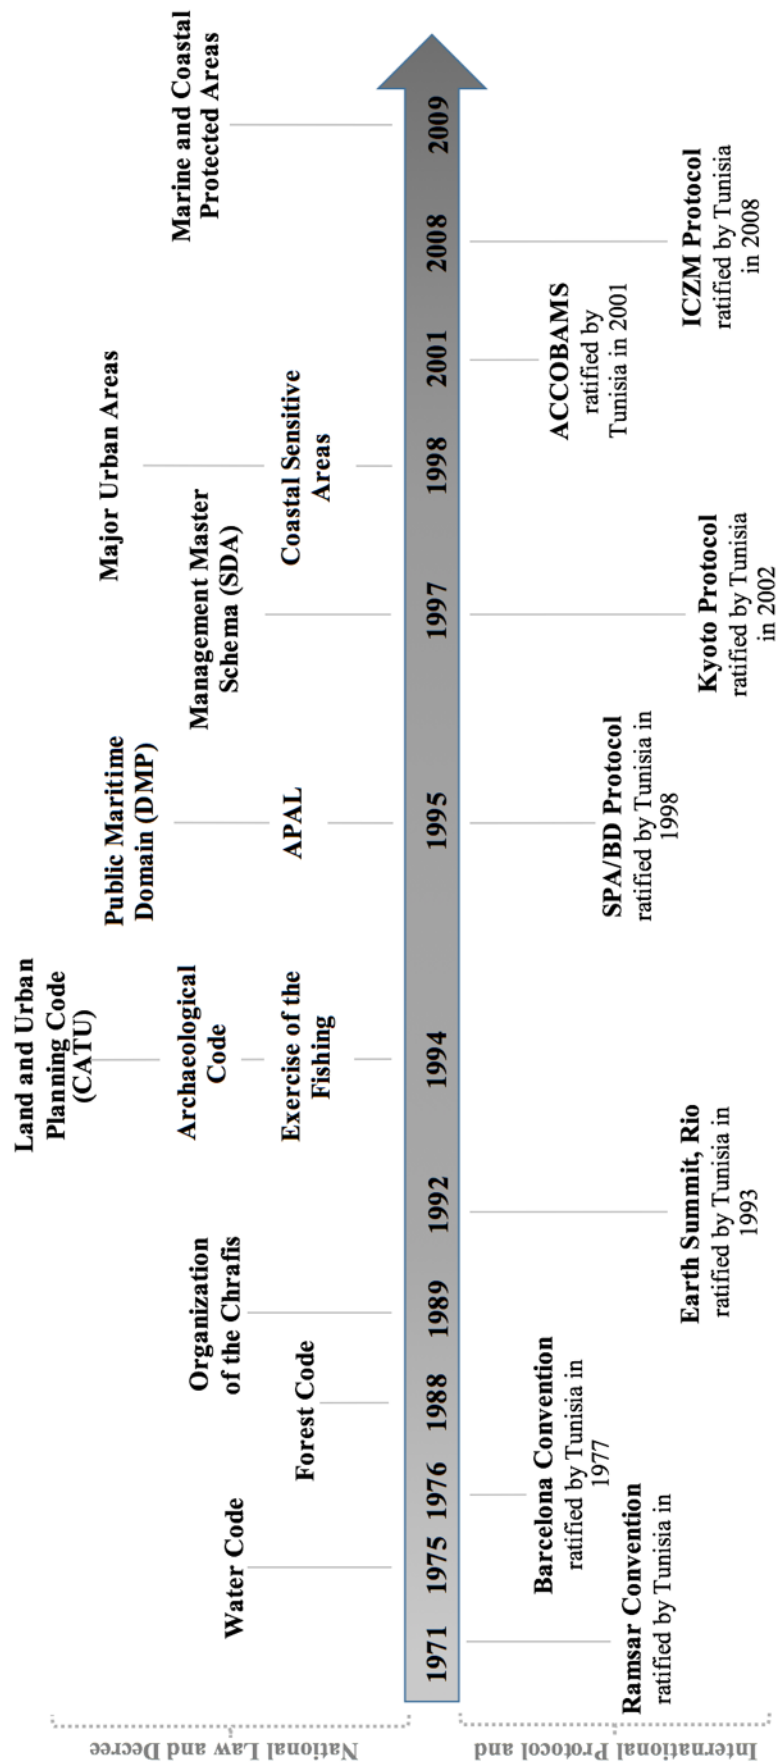 National Law and Decree
Land and Urban
Planning Code
(CATU)
Public Maritime
Domain (DMP)
Major Urban Areas
Marine and Coastal
Protected Areas
Archaeological
Code
Management Master
Schema (SDA)
Water Code
Organization
of the Chrafis
Forest Code
Exercise of the
Fishing
APAL
Coastal Sensitive
Areas
1971
1975
1976
1988
1989
1992
1994
1995
1997
1998
2001
2008
2009
International Protocol and
Ramsar Convention
ratified by Tunisia in
Barcelona Convention
ratified by Tunisia in
1977
Earth Summit, Rio
ratified by Tunisia in
1993
SPA/BD Protocol
ratified by Tunisia in
1998
Kyoto Protocol
ratified by Tunisia
in 2002
ACCOBAMS
ratified by
Tunisia in 2001
ICZM Protocol
ratified by Tunisia
in 2008